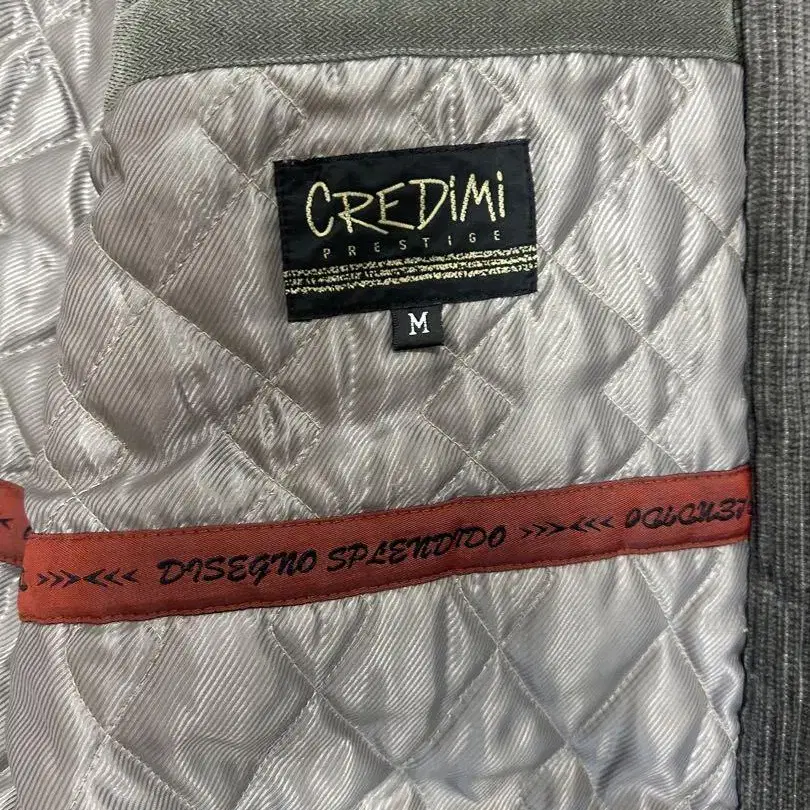 CREDiMi
PRESTIGE
M
>>><<< DISEGNO SPLENDIDO >>><<<